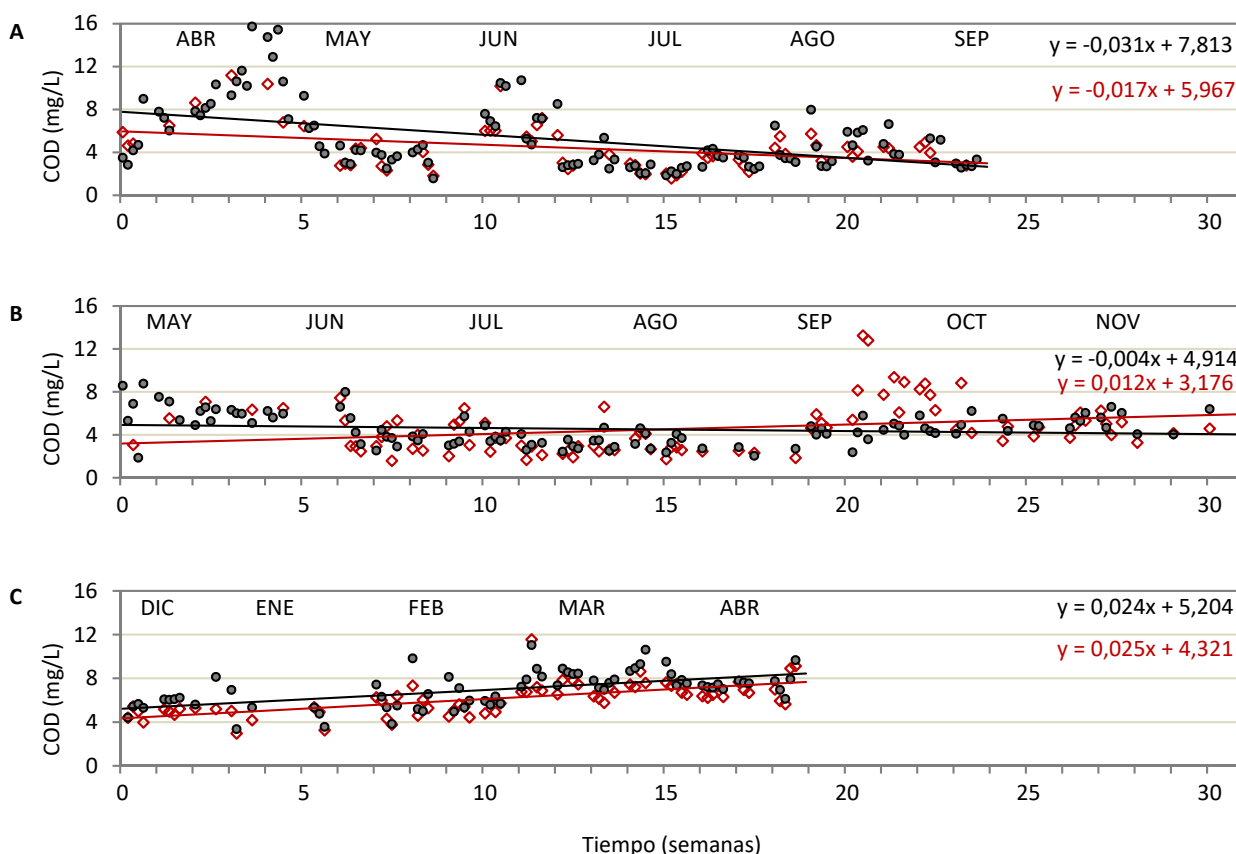 A
COD (mg/L)
16
12
8
4
0
ABR MAY JUN JUL AGO SEP
y = -0,031x + 7,813
y = -0,017x + 5,967
0 5 10 15 20 25 30
B
COD (mg/L)
16
12
8
4
0
MAY JUN JUL AGO SEP OCT NOV
y = -0,004x + 4,914
y = 0,012x + 3,176
0 5 10 15 20 25 30
C
COD (mg/L)
16
12
8
4
0
DIC ENE FEB MAR ABR
y = 0,024x + 5,204
y = 0,025x + 4,321
0 5 10 15 20 25 30
Tiempo (semanas)